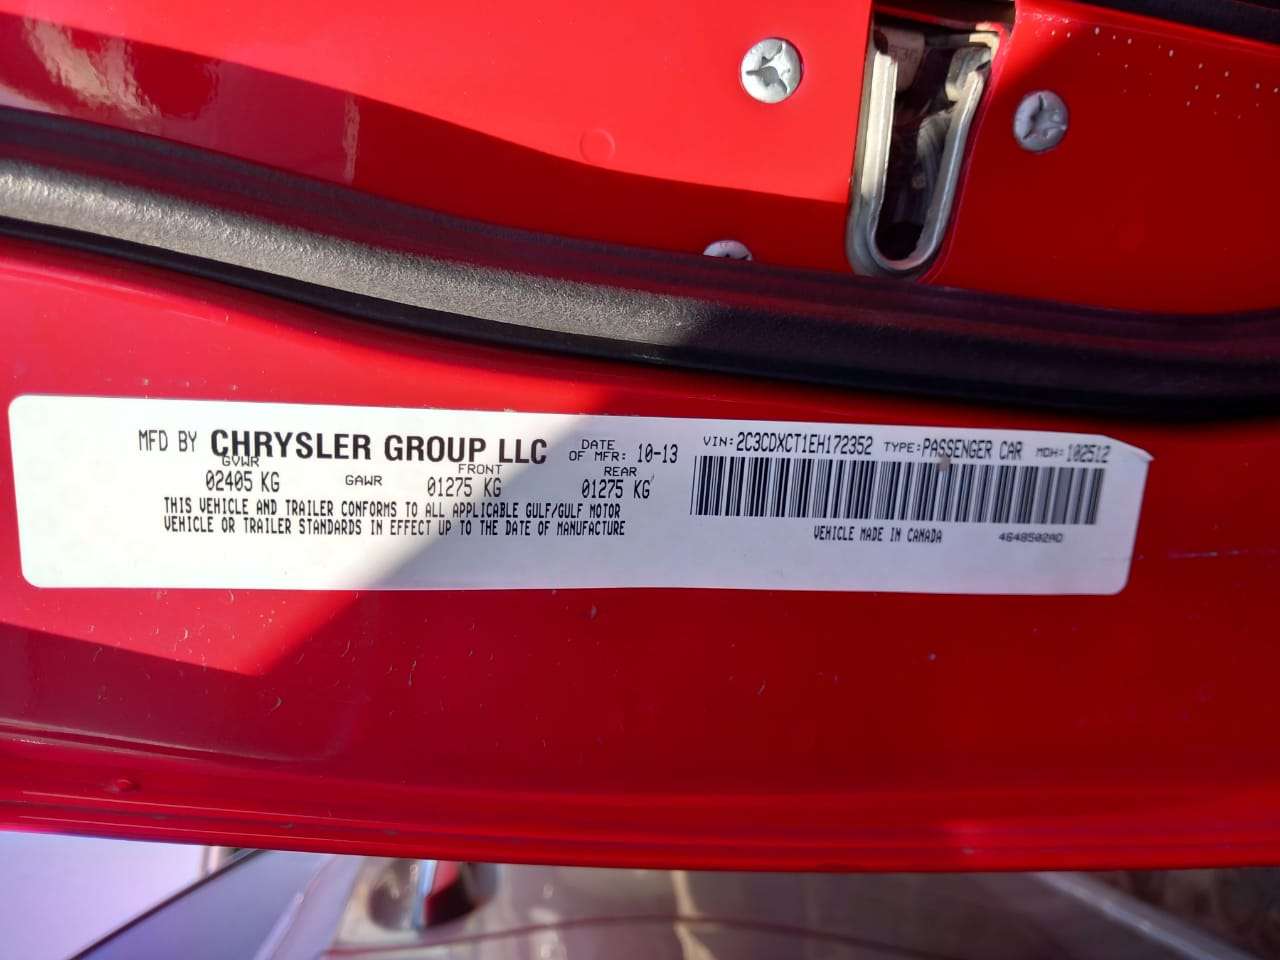 MFD BY CHRYSLER GROUP LLC DATE OF MFR: 10-13
GVWR 02405 KG GAWR FRONT 01275 KG REAR 01275 KG
THIS VEHICLE AND TRAILER CONFORMS TO ALL APPLICABLE GULF/GULF MOTOR
VEHICLE OR TRAILER STANDARDS IN EFFECT UP TO THE DATE OF MANUFACTURE
VIN: 2C3CDXCT1EH172352 TYPE: PASSENGER CAR MDH: 102512
VEHICLE MADE IN CANADA 4648502AD